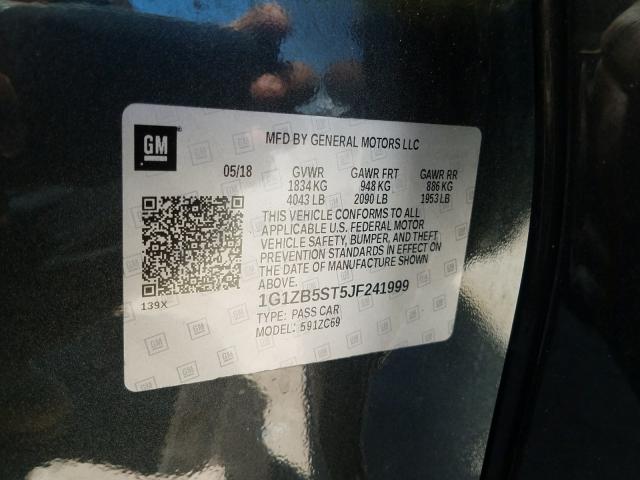 GM
MFD BY GENERAL MOTORS LLC
05/18 GVWR GAWR FRT GAWR RR
1834 KG 948 KG 886 KG
4043 LB 2090 LB 1953 LB
THIS VEHICLE CONFORMS TO ALL
APPLICABLE U.S. FEDERAL MOTOR
VEHICLE SAFETY, BUMPER, AND THEFT
PREVENTION STANDARDS IN EFFECT ON
THE DATE OF MANUFACTURE SHOWN
ABOVE.
1G1ZB5ST5JF241999
139X
TYPE: PASS CAR
MODEL: 591ZC69